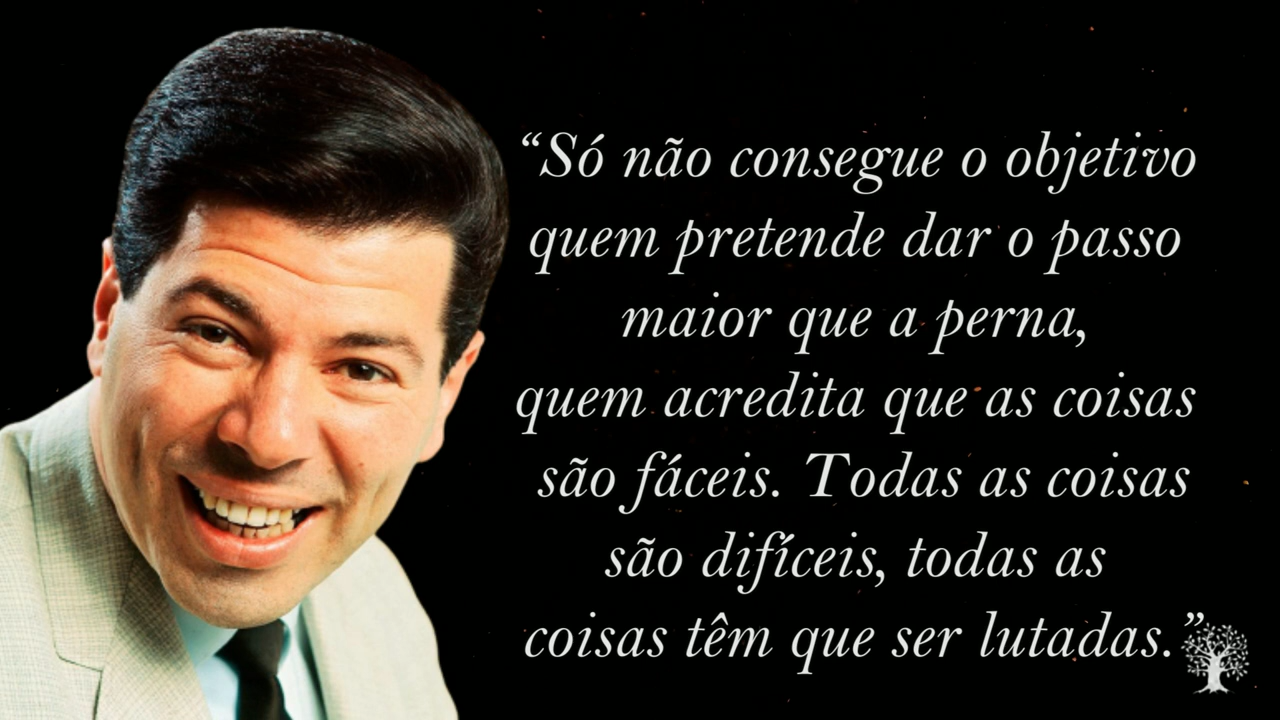 “Só não consegue o objetivo
quem pretende dar o passo
maior que a perna,
quem acredita que as coisas
são fáceis. Todas as coisas
são difíceis, todas as
coisas têm que ser lutadas.”